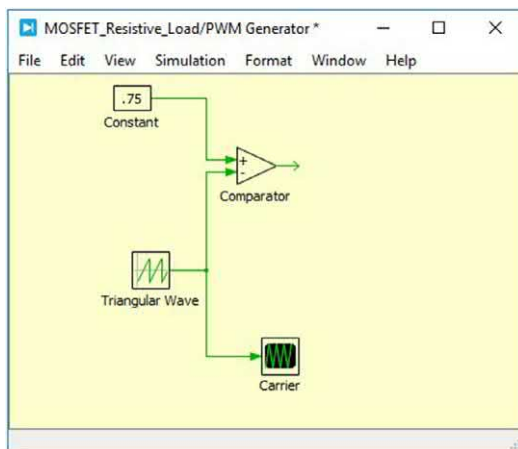 MOSFET_Resistive_Load/PWM Generator *
File Edit View Simulation Format Window Help
.75
Constant
+
-
Comparator
Triangular Wave
Carrier